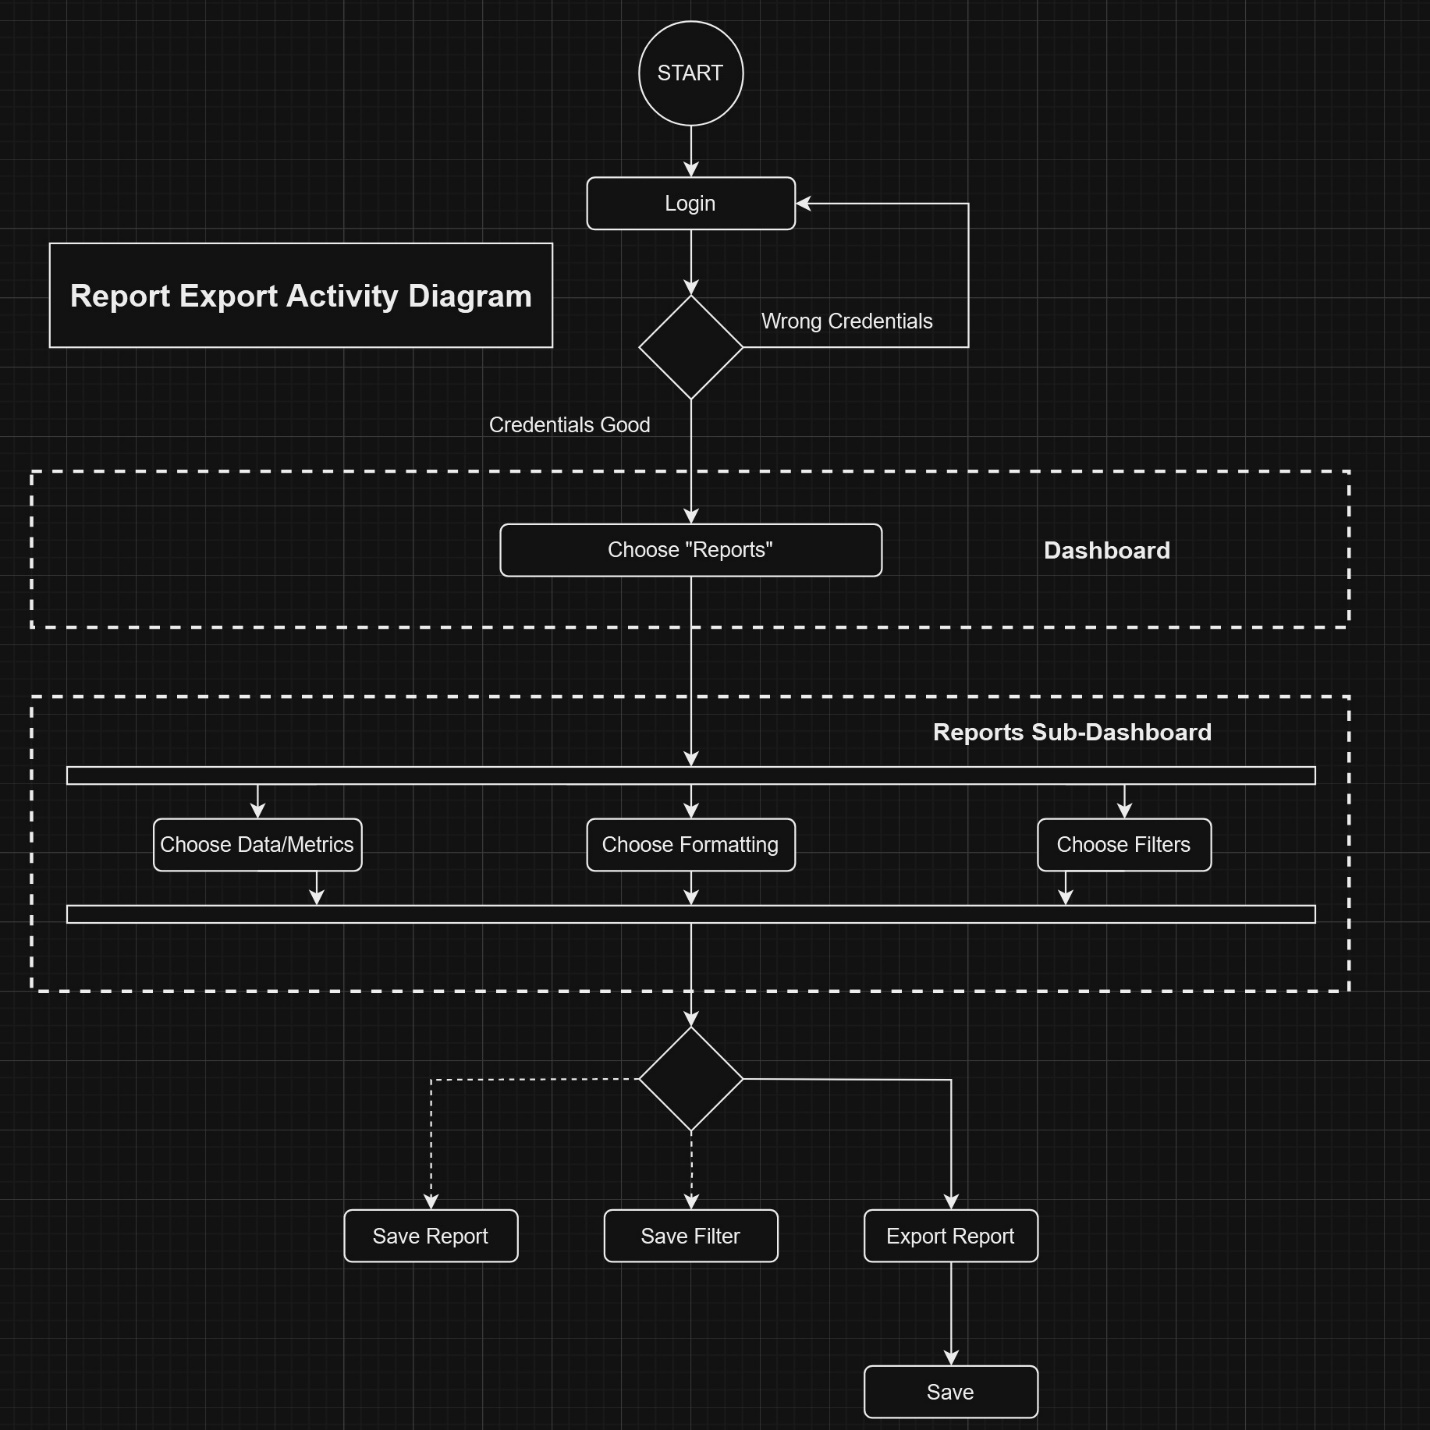 START
Login
Report Export Activity Diagram
Wrong Credentials
Credentials Good
Choose "Reports"
Dashboard
Reports Sub-Dashboard
Choose Data/Metrics
Choose Formatting
Choose Filters
Save Report
Save Filter
Export Report
Save